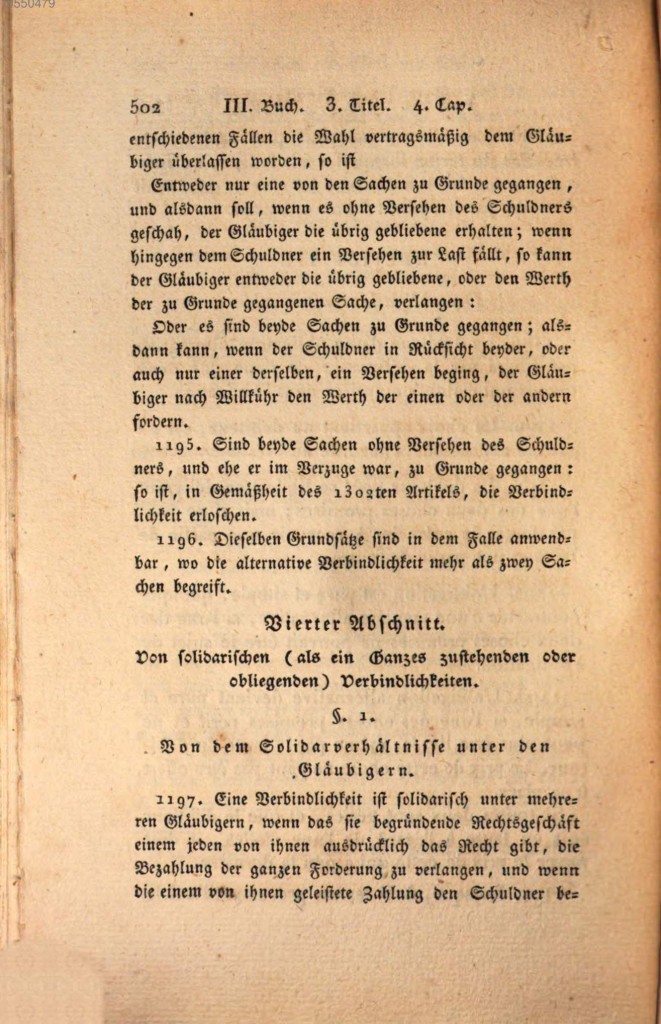 502 III. Buch. 3. Titel. 4. Cap.
entschiedenen Fällen die Wahl vertragsmäßig dem Gläu=
biger überlassen worden, so ist
Entweder nur eine von den Sachen zu Grunde gegangen,
und alsdann soll, wenn es ohne Versehen des Schuldners
geschah, der Gläubiger die übrig gebliebene erhalten; wenn
hingegen dem Schuldner ein Versehen zur Last fällt, so kann
der Gläubiger entweder die übrig gebliebene, oder den Werth
der zu Grunde gegangenen Sache, verlangen:
Oder es sind beyde Sachen zu Grunde gegangen; als=
dann kann, wenn der Schuldner in Rücksicht beyder, oder
auch nur einer derselben, ein Versehen beging, der Gläu=
biger nach Willkühr den Werth der einen oder der andern
fordern.
1195. Sind beyde Sachen ohne Versehen des Schuld=
ners, und ehe er im Verzuge war, zu Grunde gegangen:
so ist, in Gemäßheit des 1302ten Artikels, die Verbind=
lichkeit erloschen.
1196. Dieselben Grundsätze sind in dem Falle anwend=
bar, wo die alternative Verbindlichkeit mehr als zwey Sa=
chen begreift.
Vierter Abschnitt.
Von solidarischen (als ein Ganzes zustehenden oder
obliegenden) Verbindlichkeiten.
§. 1.
Von dem Solidarverhältnisse unter den
Gläubigern.
1197. Eine Verbindlichkeit ist solidarisch unter mehre=
ren Gläubigern, wenn das sie begründende Rechtsgeschäft
einem jeden von ihnen ausdrücklich das Recht gibt, die
Bezahlung der ganzen Forderung zu verlangen, und wenn
die einem von ihnen geleistete Zahlung den Schuldner be=